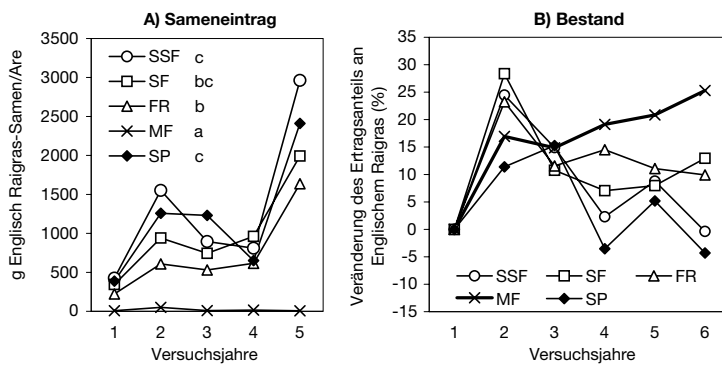 A) Sameneintrag
g Englisch Raigras-Samen/Are
3500
3000
2500
2000
1500
1000
500
0
SSF c
SF bc
FR b
MF a
SP c
1 2 3 4 5
Versuchsjahre
B) Bestand
Veränderung des Ertragsanteils an
Englischem Raigras (%)
35
30
25
20
15
10
5
0
-5
-10
-15
SSF SF FR
MF SP
1 2 3 4 5 6
Versuchsjahre